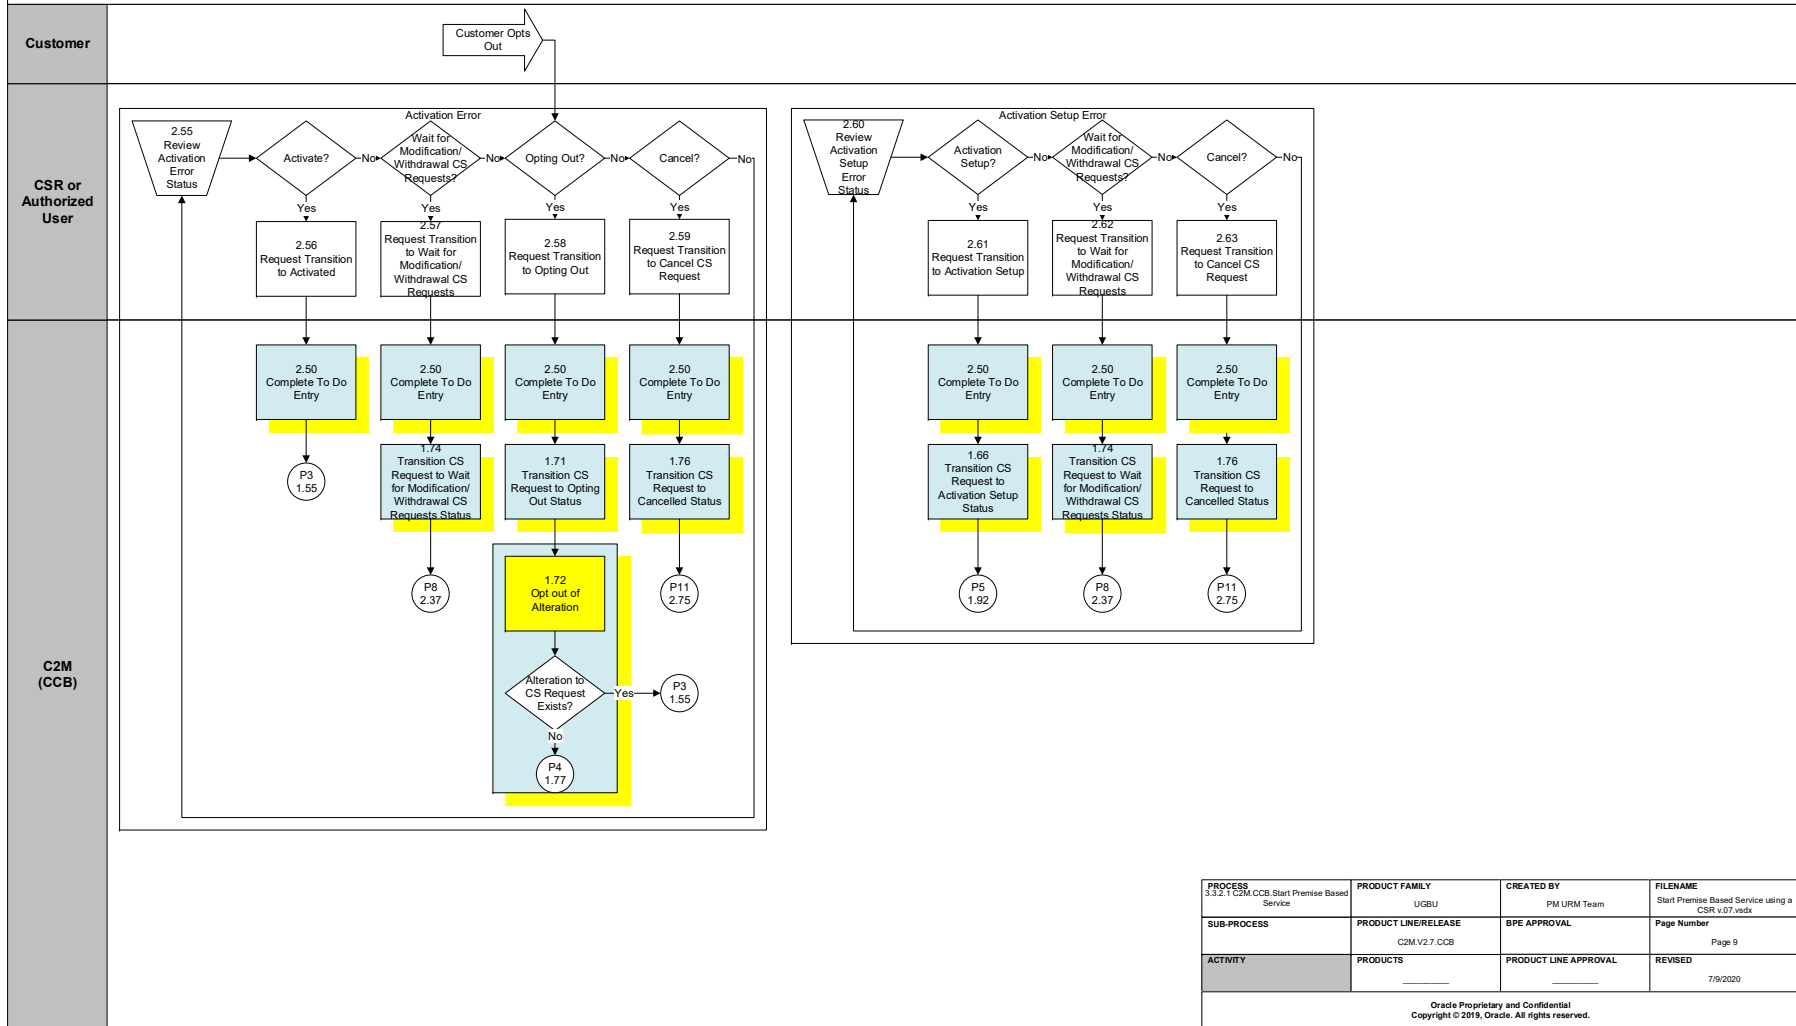 Customer
Customer Opts
Out
CSR or
Authorized
User
Activation Error
2.55
Review
Activation
Error
Status
Activate?
No
Wait for
Modification/
Withdrawal CS
Requests?
No
Opting Out?
No
Cancel?
No
Yes
Yes
Yes
Yes
2.56
Request Transition
to Activated
2.57
Request Transition
to Wait for
Modification/
Withdrawal CS
Requests
2.58
Request Transition
to Opting Out
2.59
Request Transition
to Cancel CS
Request
Activation Setup Error
2.60
Review
Activation
Setup
Error
Status
Activation
Setup?
No
Wait for
Modification/
Withdrawal CS
Requests?
No
Cancel?
No
Yes
Yes
Yes
2.61
Request Transition
to Activation Setup
2.62
Request Transition
to Wait for
Modification/
Withdrawal CS
Requests
2.63
Request Transition
to Cancel CS
Request
C2M
(CCB)
2.50
Complete To Do
Entry
2.50
Complete To Do
Entry
2.50
Complete To Do
Entry
2.50
Complete To Do
Entry
P3
1.55
1.74
Transition CS
Request to Wait
for Modification/
Withdrawal CS
Requests Status
1.71
Transition CS
Request to Opting
Out Status
1.76
Transition CS
Request to
Cancelled Status
P8
2.37
1.72
Opt out of
Alteration
P11
2.75
Alteration to
CS Request
Exists?
Yes
P3
1.55
No
P4
1.77
2.50
Complete To Do
Entry
2.50
Complete To Do
Entry
2.50
Complete To Do
Entry
1.66
Transition CS
Request to
Activation Setup
Status
1.74
Transition CS
Request to Wait
for Modification/
Withdrawal CS
Requests Status
1.76
Transition CS
Request to
Cancelled Status
P5
1.92
P8
2.37
P11
2.75
PROCESS
3.3.2.1 C2M.CCB.Start Premise Based
Service
PRODUCT FAMILY
UGBU
CREATED BY
PM URM Team
FILENAME
Start Premise Based Service using a
CSR v.07.vsdx
SUB-PROCESS
PRODUCT LINE/RELEASE
C2M.V2.7.CCB
BPE APPROVAL
Page Number
Page 9
ACTIVITY
PRODUCTS
PRODUCT LINE APPROVAL
REVISED
7/9/2020
Oracle Proprietary and Confidential
Copyright © 2019, Oracle. All rights reserved.